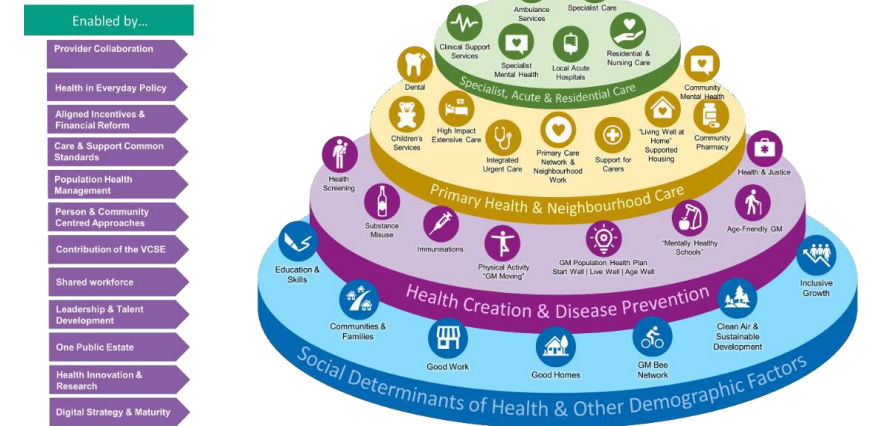 Enabled by...
Provider Collaboration
Health in Everyday Policy
Aligned Incentives &
Financial Reform
Care & Support Common
Standards
Population Health
Management
Person & Community
Centred Approaches
Contribution of the VCSE
Shared workforce
Leadership & Talent
Development
One Public Estate
Health Innovation &
Research
Digital Strategy & Maturity
Ambulance
Services
Specialist Care
Clinical Support
Services
Specialist
Mental Health
Local Acute
Hospitals
Residential &
Nursing Care
Specialist, Acute & Residential Care
Dental
Children's
Services
High Impact
Extensive Care
Integrated
Urgent Care
Primary Care
Network &
Neighbourhood
Work
Support for
Carers
"Living Well at
Home"
Supported
Housing
Community
Mental Health
Community
Pharmacy
Primary Health & Neighbourhood Care
Health
Screening
Substance
Misuse
Immunisations
Physical Activity
"GM Moving"
GM Population Health Plan
Start Well | Live Well | Age Well
"Mentally Healthy
Schools"
Age-Friendly GM
Health & Justice
Health Creation & Disease Prevention
Education &
Skills
Communities &
Families
Good Work
Good Homes
GM Bee
Network
Clean Air &
Sustainable
Development
Inclusive
Growth
Social Determinants of Health & Other Demographic Factors